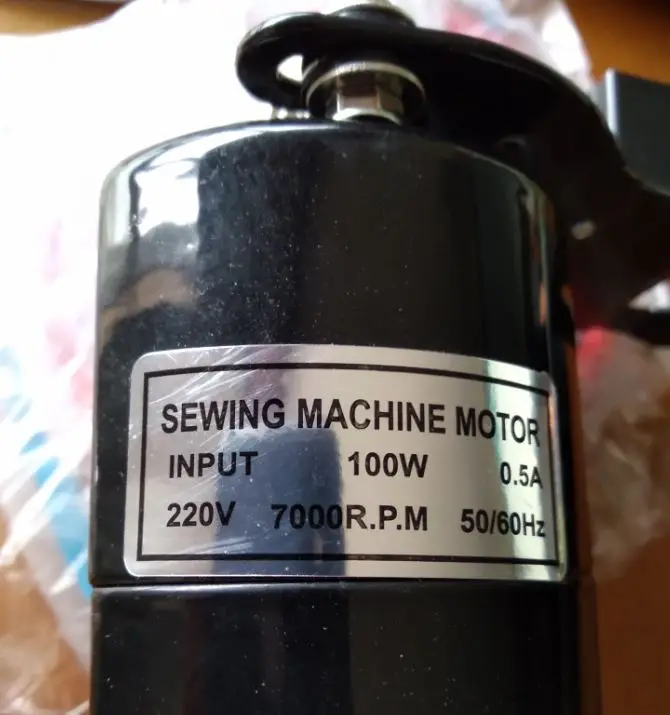 SEWING MACHINE MOTOR
INPUT 100W 0.5A
220V 7000R.P.M 50/60Hz